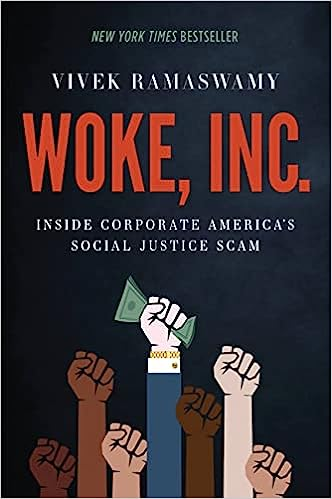 NEW YORK TIMES BESTSELLER
VIVEK RAMASWAMY
WOKE, INC.
INSIDE CORPORATE AMERICA'S
SOCIAL JUSTICE SCAM